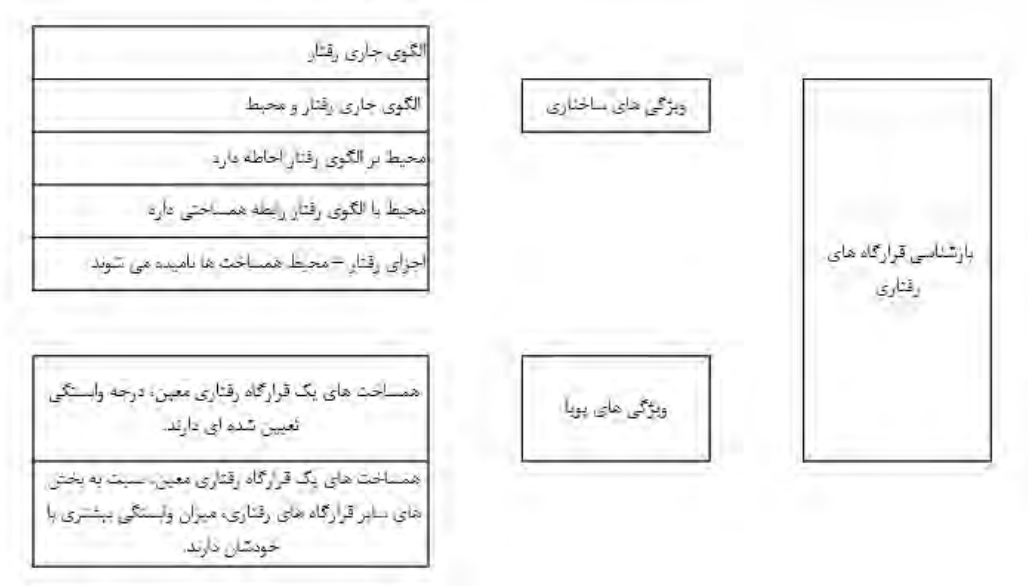 بازشناسی قرارگاه های
رفتاری
ویژگی های ساختاری
الگوی جاری رفتار
الگوی جاری رفتار و محیط
محیط بر الگوی رفتار احاطه دارد
محیط با الگوی رفتار رابطه همساختی دارد
اجزای رفتار – محیط همساخت ها نامیده می شوند
ویژگی های پویا
همساخت های یک قرارگاه رفتاری معین، درجه وابستگی
تعیین شده ای دارند.
همساخت های یک قرارگاه رفتاری معین، نسبت به بخش
های سایر قرارگاه های رفتاری، میزان وابستگی بیشتری با
خودشان دارند.